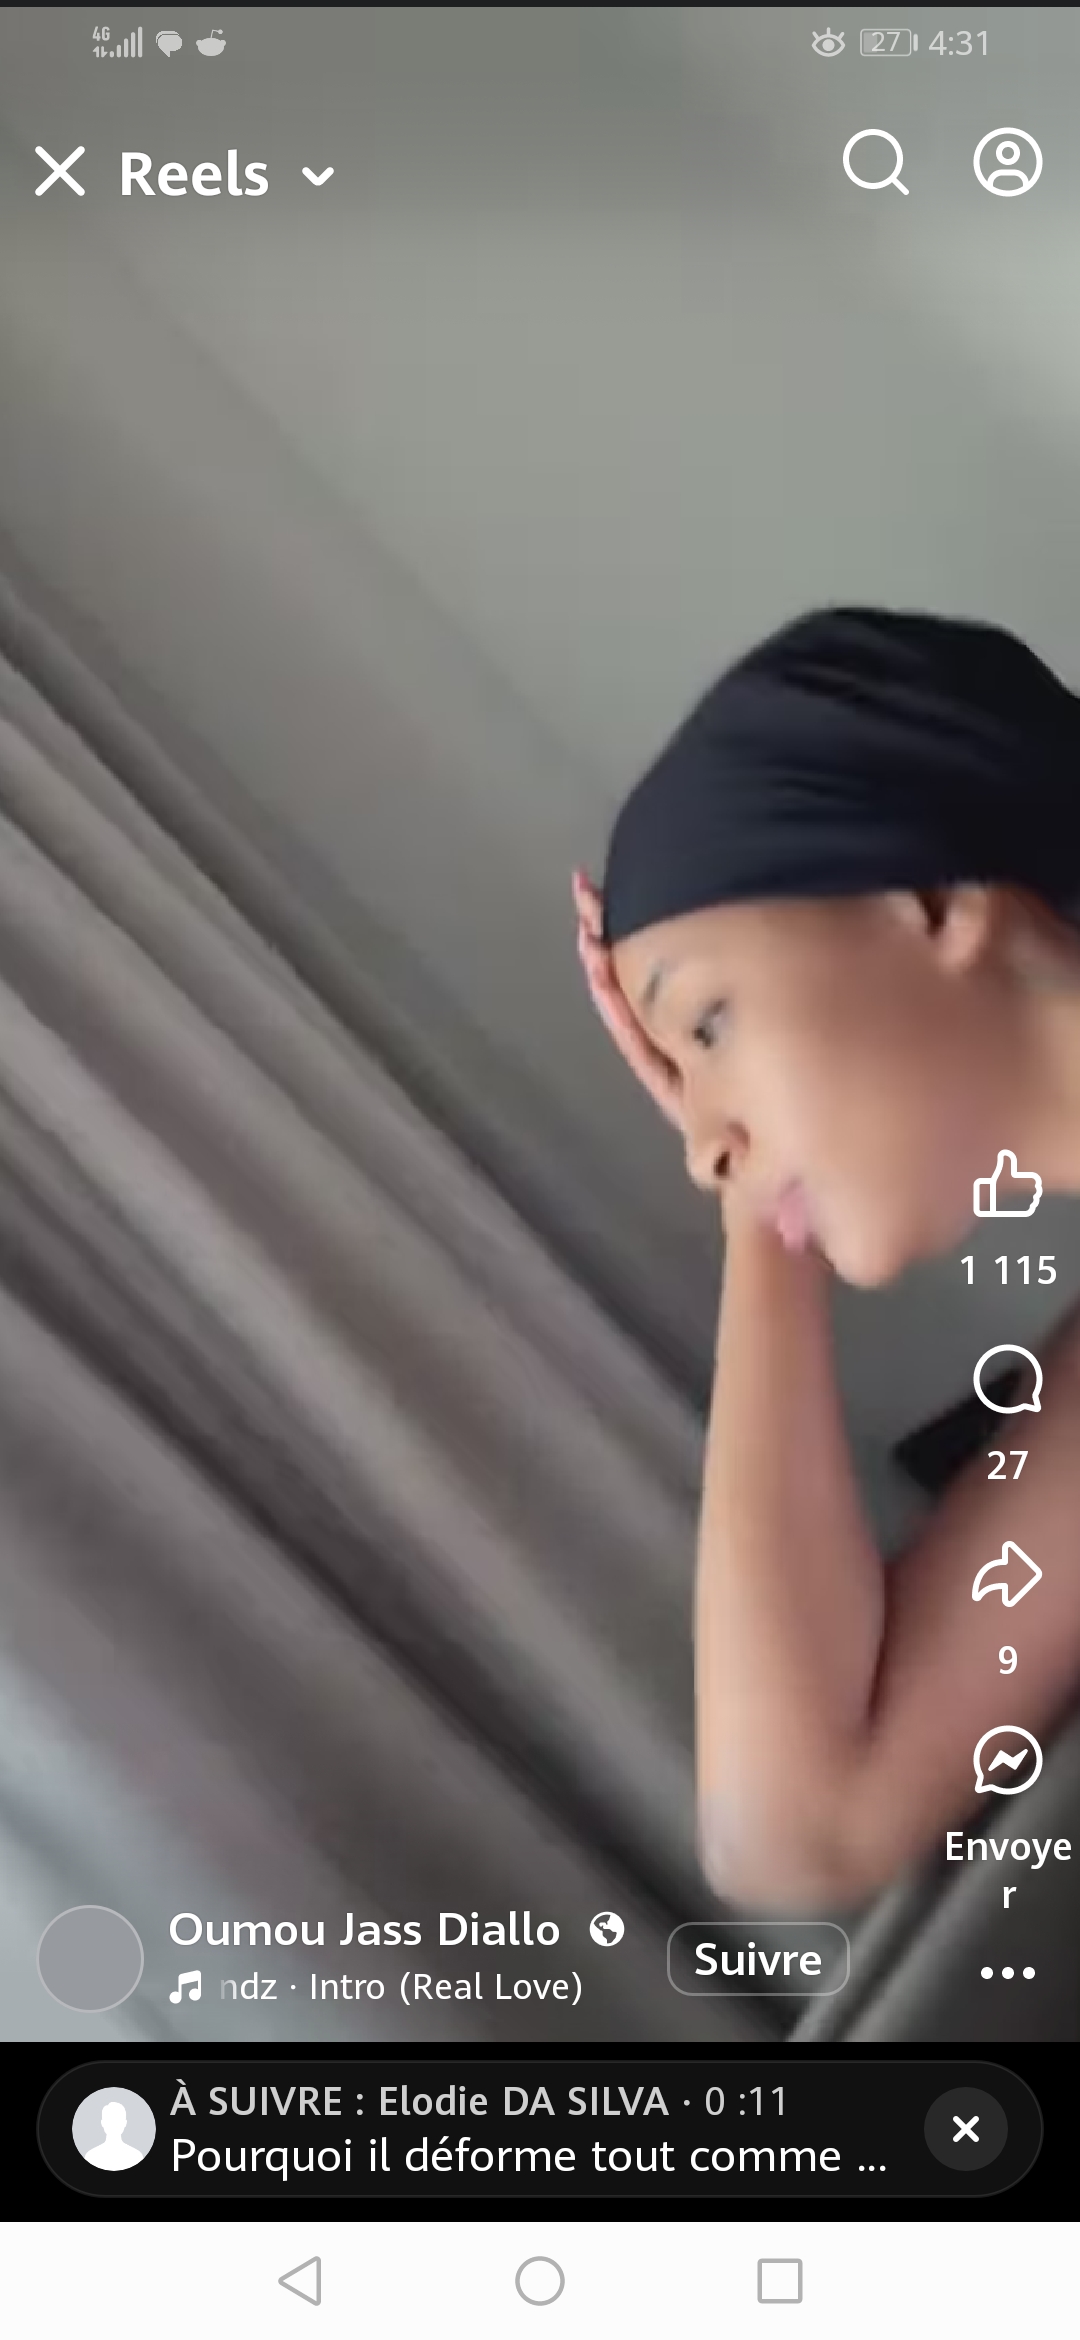 4G
27
4:31
Reels
1 115
27
9
Envoye
r
Oumou Jass Diallo
ndz · Intro (Real Love)
Suivre
À SUIVRE : Elodie DA SILVA · 0 :11
Pourquoi il déforme tout comme ...